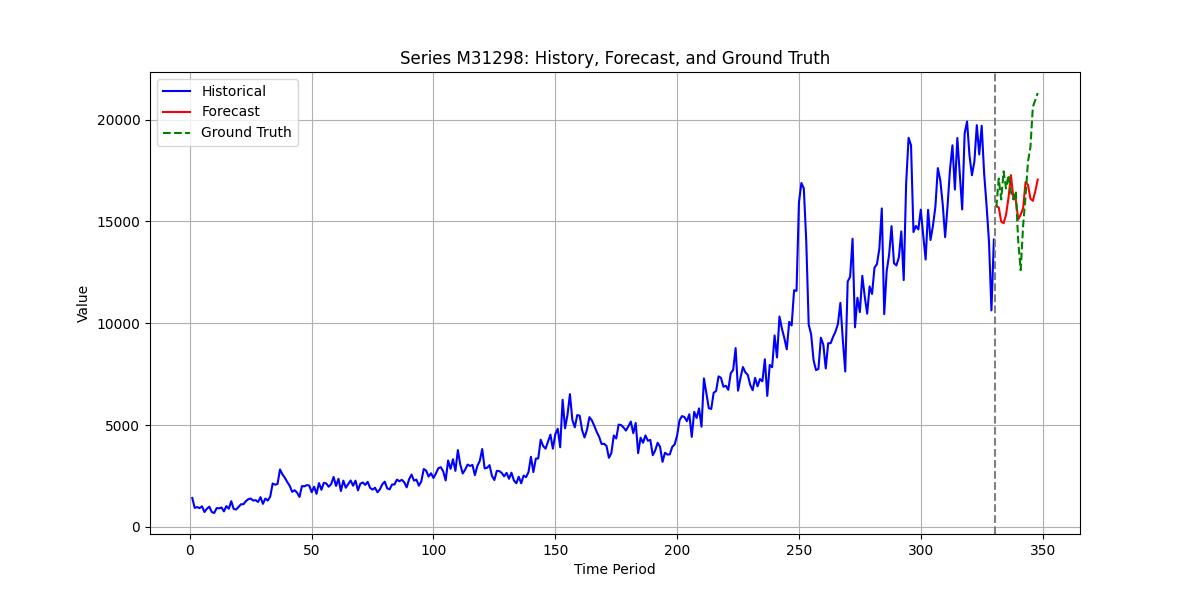 Series M31298: History, Forecast, and Ground Truth
Historical
Forecast
Ground Truth
Value
20000
15000
10000
5000
0
0 50 100 150 200 250 300 350
Time Period